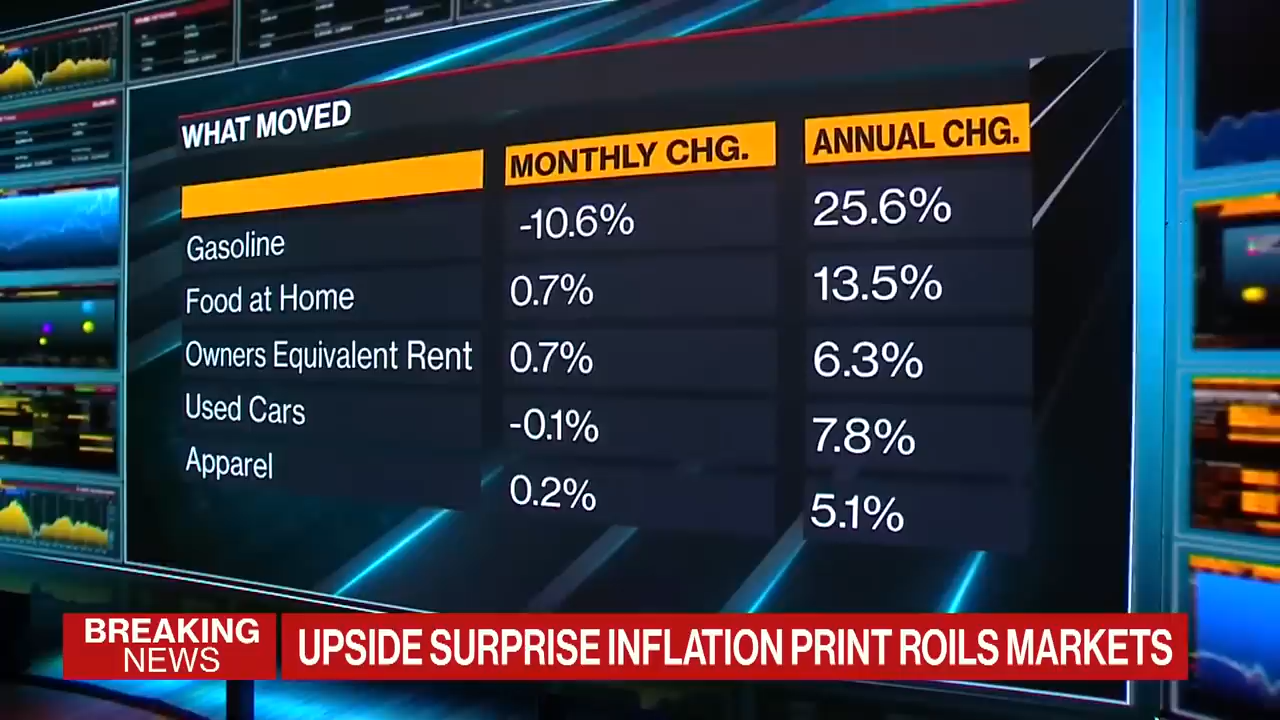 WHAT MOVED
MONTHLY CHG. ANNUAL CHG.
Gasoline -10.6% 25.6%
Food at Home 0.7% 13.5%
Owners Equivalent Rent 0.7% 6.3%
Used Cars -0.1% 7.8%
Apparel 0.2% 5.1%
BREAKING NEWS
UPSIDE SURPRISE INFLATION PRINT ROILS MARKETS